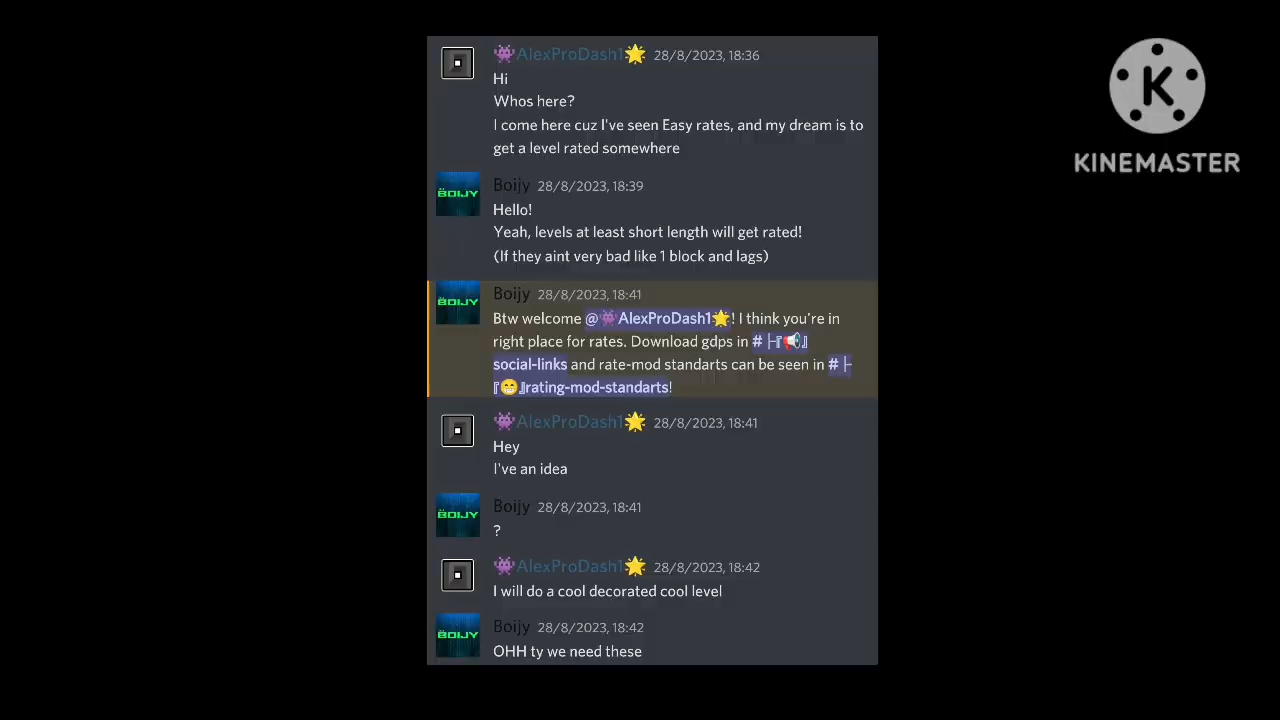 👾AlexProDash1🌟 28/8/2023, 18:36
Hi
Whos here?
I come here cuz I've seen Easy rates, and my dream is to
get a level rated somewhere
BOIJY
Boijy 28/8/2023, 18:39
Hello!
Yeah, levels at least short length will get rated!
(If they aint very bad like 1 block and lags)
BOIJY
Boijy 28/8/2023, 18:41
Btw welcome @👾AlexProDash1🌟! I think you're in
right place for rates. Download gdps in # ├『📢』
social-links and rate-mod standarts can be seen in # ├
『😁』rating-mod-standarts!
👾AlexProDash1🌟 28/8/2023, 18:41
Hey
I've an idea
BOIJY
Boijy 28/8/2023, 18:41
?
👾AlexProDash1🌟 28/8/2023, 18:42
I will do a cool decorated cool level
BOIJY
Boijy 28/8/2023, 18:42
OHH ty we need these
K
KINEMASTER